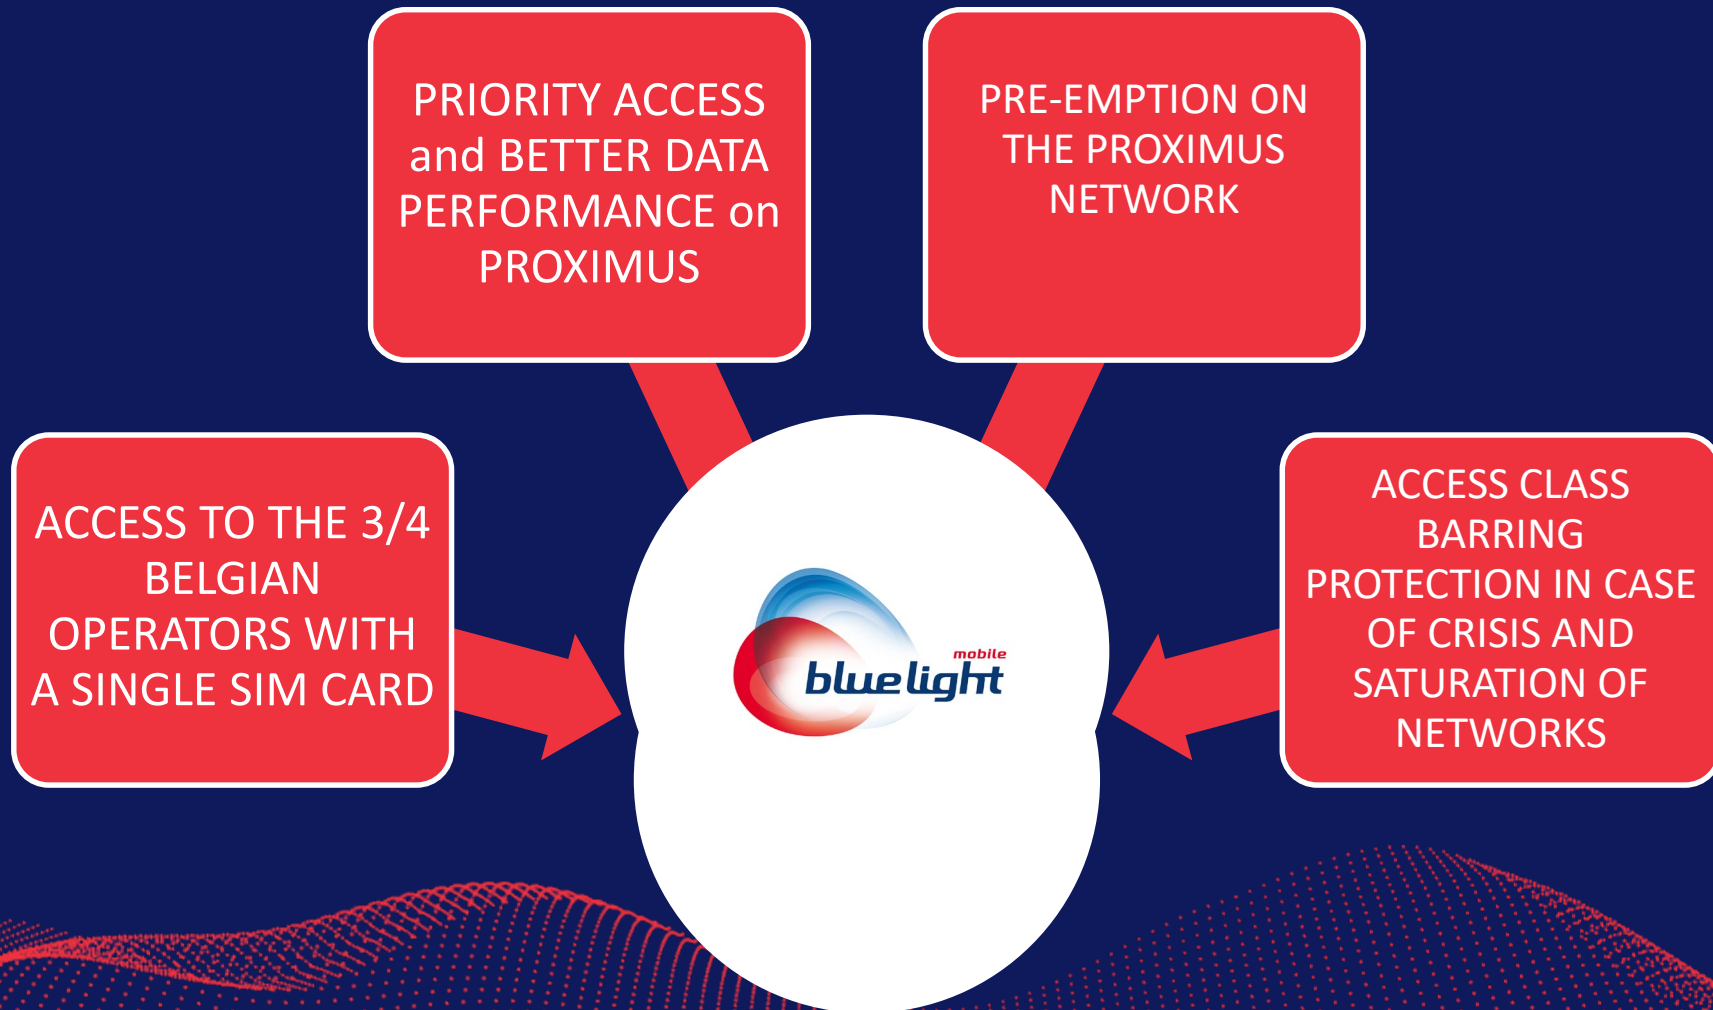 PRIORITY ACCESS
and BETTER DATA
PERFORMANCE on
PROXIMUS
PRE-EMPTION ON
THE PROXIMUS
NETWORK
ACCESS TO THE 3/4
BELGIAN
OPERATORS WITH
A SINGLE SIM CARD
mobile
blue light
ACCESS CLASS
BARRING
PROTECTION IN CASE
OF CRISIS AND
SATURATION OF
NETWORKS